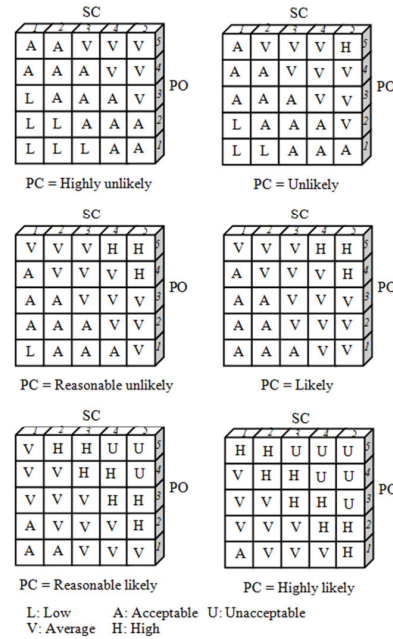 SC
1 2 3 4 5
A A V V V 5
A A A V V 4
L A A A V 3
PO
L L A A A 2
L L L A A 1
PC = Highly unlikely
SC
1 2 3 4 5
A V V V H 5
A A V V V 4
A A A V V 3
PO
L A A A V 2
L L A A A 1
PC = Unlikely
SC
1 2 3 4 5
V V V H H 5
A V V V H 4
A A V V V 3
PO
A A A V V 2
L A A A V 1
PC = Reasonable unlikely
SC
1 2 3 4 5
V V V H H 5
A V V V H 4
A A V V V 3
PO
A A V V V 2
A A A V V 1
PC = Likely
SC
1 2 3 4 5
V H H U U 5
V V H H U 4
V V V H H 3
PO
A V V V H 2
A A V V V 1
PC = Reasonable likely
SC
1 2 3 4 5
H H U U U 5
V H H U U 4
V V H H U 3
PO
V V V H H 2
A V V V H 1
PC = Highly likely
L: Low A: Acceptable U: Unacceptable
V: Average H: High